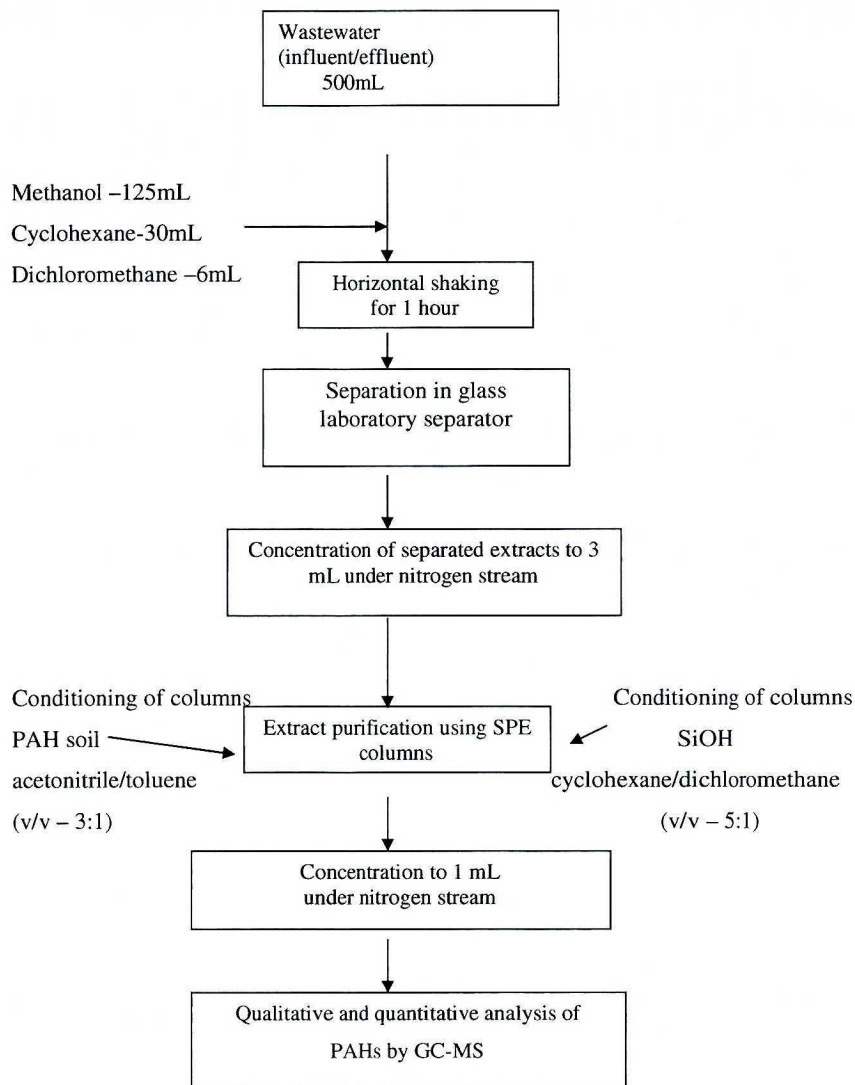 Wastewater
(influent/effluent)
500mL
Methanol –125mL
Cyclohexane-30mL
Dichloromethane –6mL
Horizontal shaking
for 1 hour
Separation in glass
laboratory separator
Concentration of separated extracts to 3
mL under nitrogen stream
Conditioning of columns
PAH soil
acetonitrile/toluene
(v/v – 3:1)
Extract purification using SPE
columns
Conditioning of columns
SiOH
cyclohexane/dichloromethane
(v/v – 5:1)
Concentration to 1 mL
under nitrogen stream
Qualitative and quantitative analysis of
PAHs by GC-MS